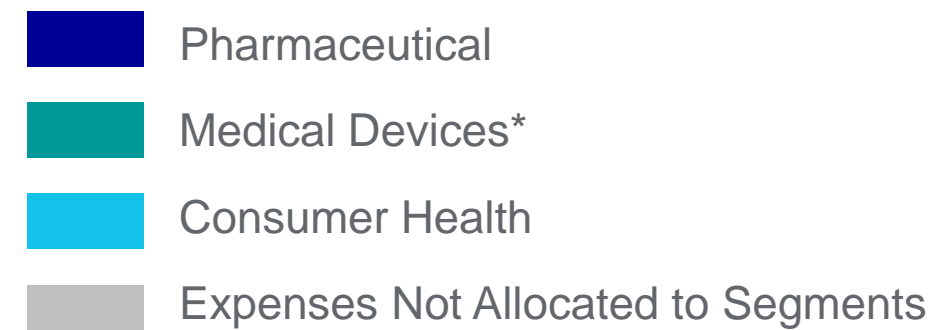 Pharmaceutical
Medical Devices*
Consumer Health
Expenses Not Allocated to Segments